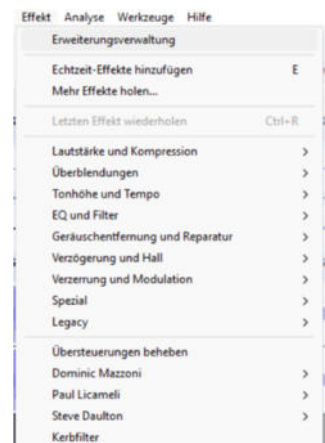 Effekt Analyse Werkzeuge Hilfe
Erweiterungsverwaltung
Echtzeit-Effekte hinzufügen E
Mehr Effekte holen...
Letzten Effekt wiederholen Ctrl+R
Lautstärke und Kompression >
Überblendungen >
Tonhöhe und Tempo >
EQ und Filter >
Geräuschentfernung und Reparatur >
Verzögerung und Hall >
Verzerrung und Modulation >
Spezial >
Legacy >
Übersteuerungen beheben
Dominic Mazzoni >
Paul Licameli >
Steve Daulton >
Kerbfilter